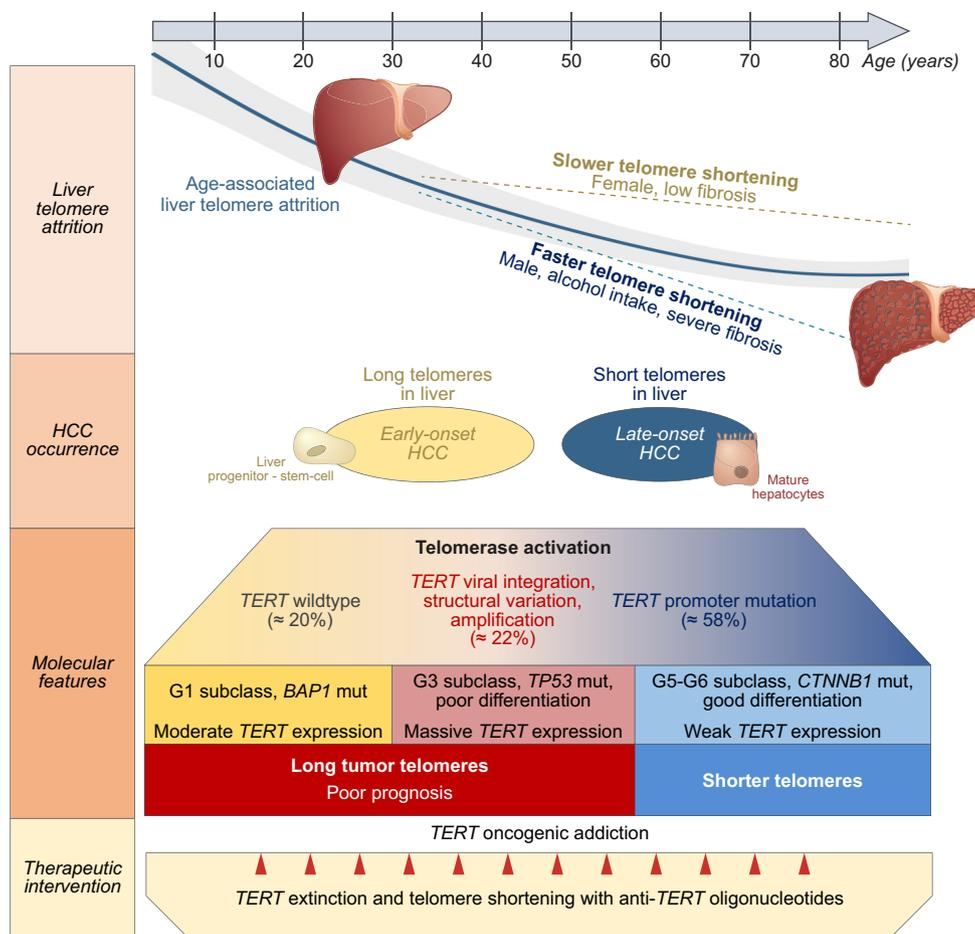 10 20 30 40 50 60 70 80 Age (years)
Liver
telomere
attrition
Age-associated
liver telomere attrition
Slower telomere shortening
Female, low fibrosis
Faster telomere shortening
Male, alcohol intake, severe fibrosis
HCC
occurrence
Long telomeres
in liver
Early-onset
HCC
Liver
progenitor - stem-cell
Short telomeres
in liver
Late-onset
HCC
Mature
hepatocytes
Molecular
features
Telomerase activation
TERT wildtype
(≈ 20%)
TERT viral integration,
structural variation,
amplification
(≈ 22%)
TERT promoter mutation
(≈ 58%)
G1 subclass, BAP1 mut
Moderate TERT expression
G3 subclass, TP53 mut,
poor differentiation
Massive TERT expression
G5-G6 subclass, CTNNB1 mut,
good differentiation
Weak TERT expression
Long tumor telomeres
Poor prognosis
Shorter telomeres
Therapeutic
intervention
TERT oncogenic addiction
TERT extinction and telomere shortening with anti-TERT oligonucleotides